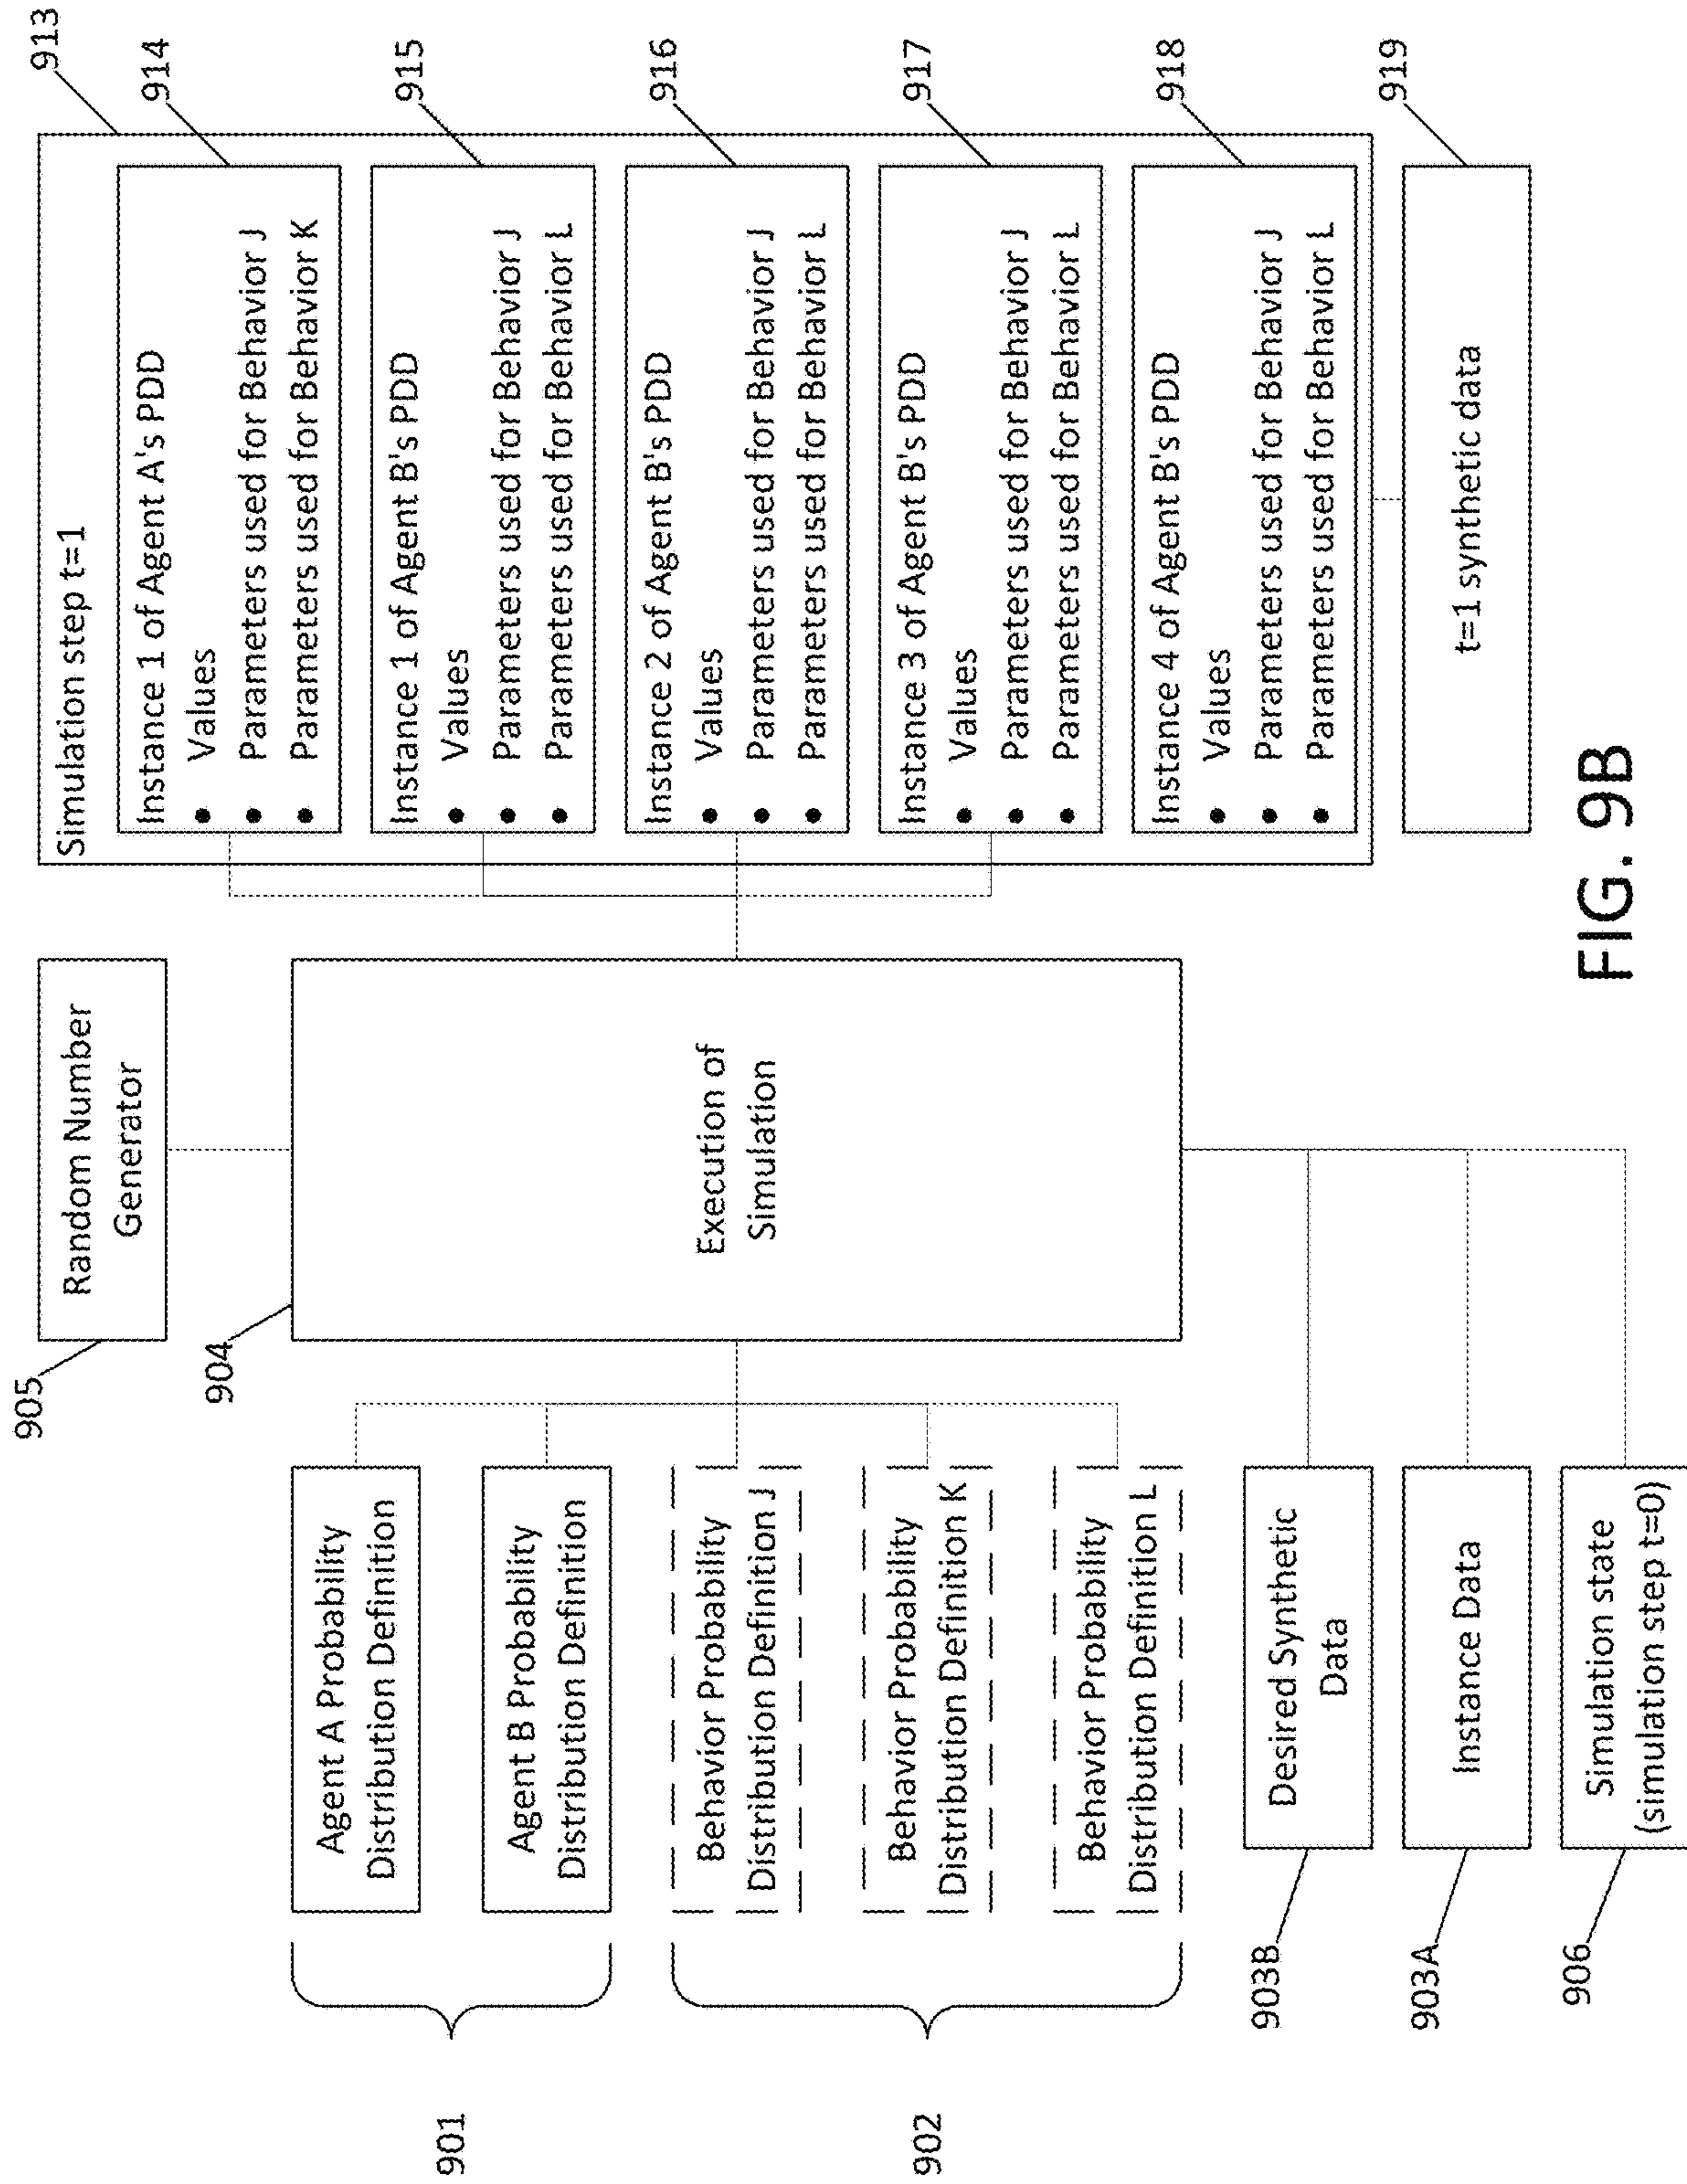 905
Random Number
Generator
904
Execution of
Simulation
901
Agent A Probability
Distribution Definition
Agent B Probability
Distribution Definition
902
Behavior Probability
Distribution Definition J
Behavior Probability
Distribution Definition K
Behavior Probability
Distribution Definition L
903B
Desired Synthetic
Data
903A
Instance Data
906
Simulation state
(simulation step t=0)
913
Simulation step t=1
914
Instance 1 of Agent A's PDD
• Values
• Parameters used for Behavior J
• Parameters used for Behavior K
915
Instance 1 of Agent B's PDD
• Values
• Parameters used for Behavior J
• Parameters used for Behavior L
916
Instance 2 of Agent B's PDD
• Values
• Parameters used for Behavior J
• Parameters used for Behavior L
917
Instance 3 of Agent B's PDD
• Values
• Parameters used for Behavior J
• Parameters used for Behavior L
918
Instance 4 of Agent B's PDD
• Values
• Parameters used for Behavior J
• Parameters used for Behavior L
919
t=1 synthetic data
FIG. 9B